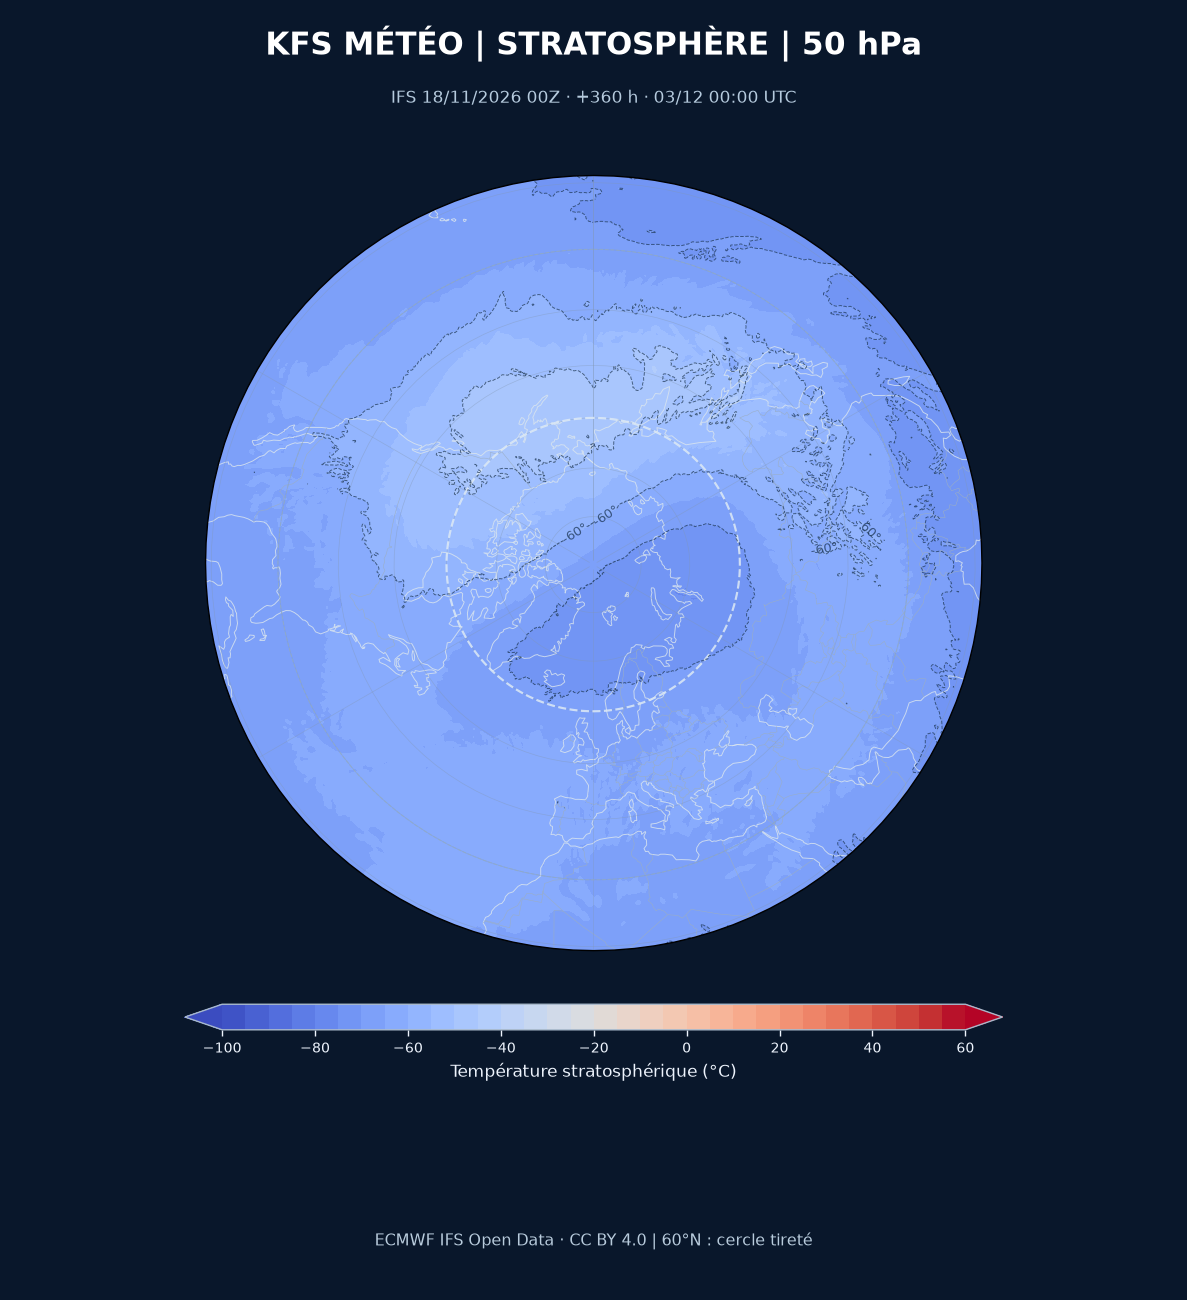 KFS MÉTÉO | STRATOSPHÈRE | 50 hPa
IFS 18/11/2026 00Z · +360 h · 03/12 00:00 UTC
-60°
-60°
60°
60°
−100 −80 −60 −40 −20 0 20 40 60
Température stratosphérique (°C)
ECMWF IFS Open Data · CC BY 4.0 | 60°N : cercle tireté